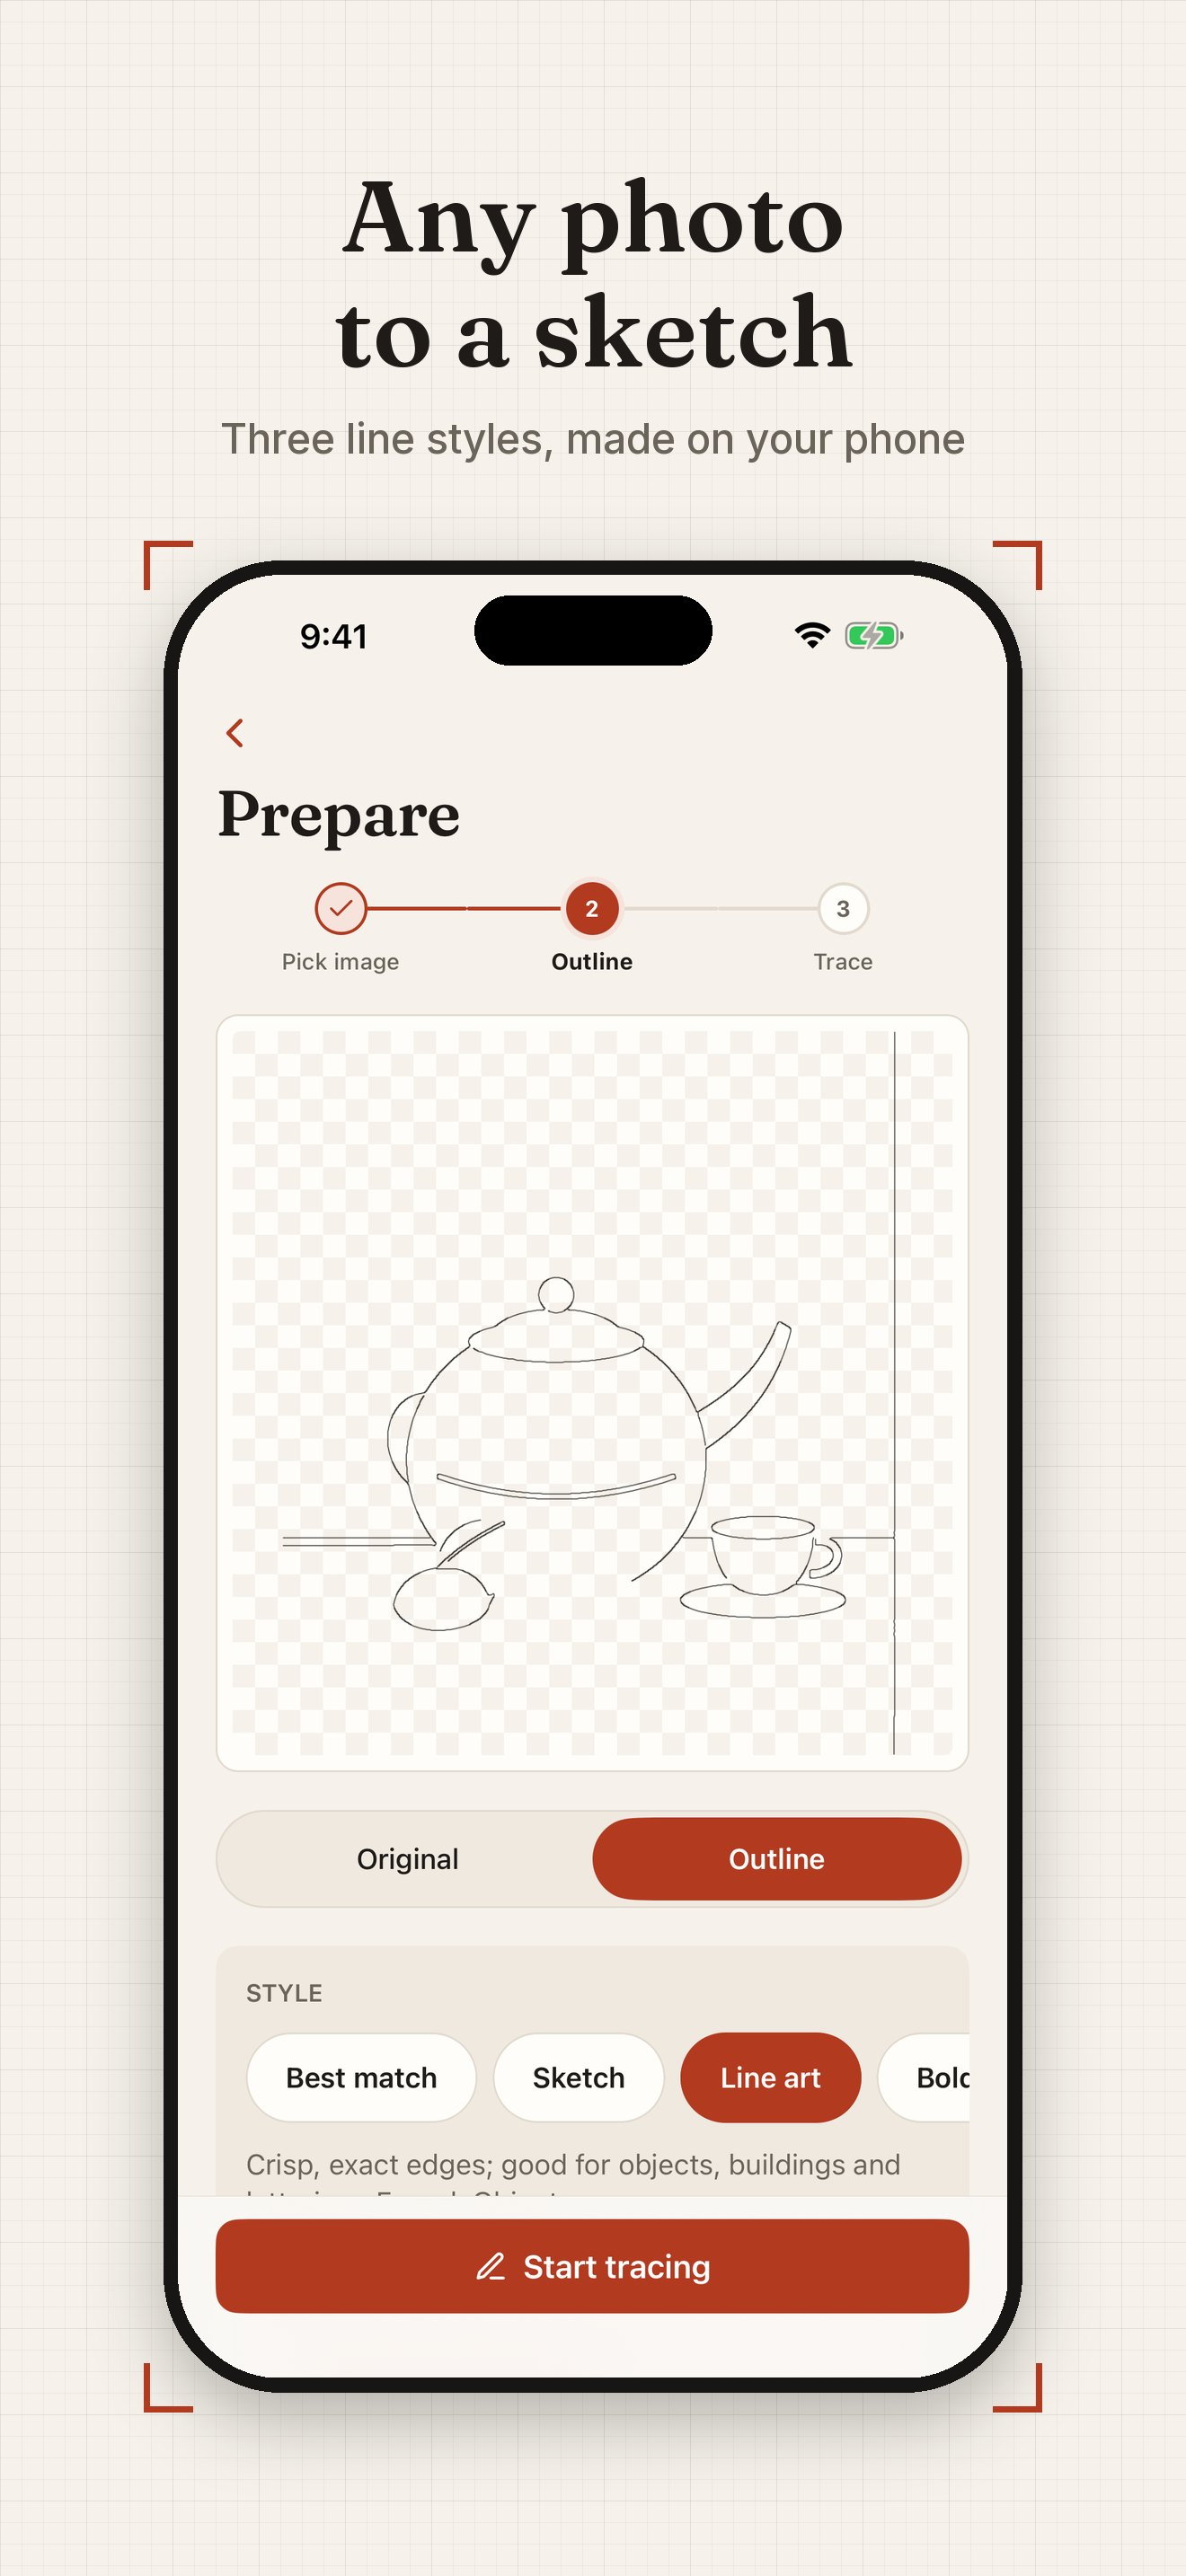 Any photo
to a sketch
Three line styles, made on your phone
9:41
Prepare
2
3
Pick image
Outline
Trace
Original
Outline
STYLE
Best match
Sketch
Line art
Crisp, exact edges; good for objects, buildings and
Start tracing